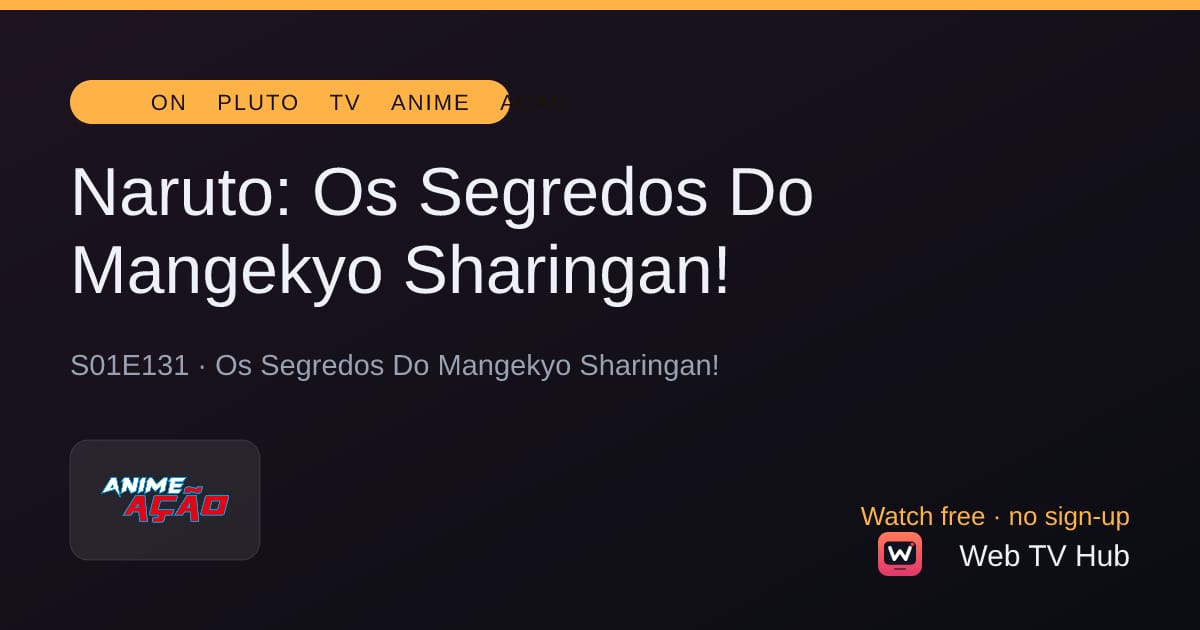 ON PLUTO TV ANIME AÇÃO
Naruto: Os Segredos Do
Mangekyo Sharingan!
S01E131 · Os Segredos Do Mangekyo Sharingan!
ANIME
AÇÃO
Watch free · no sign-up
W
Web TV Hub